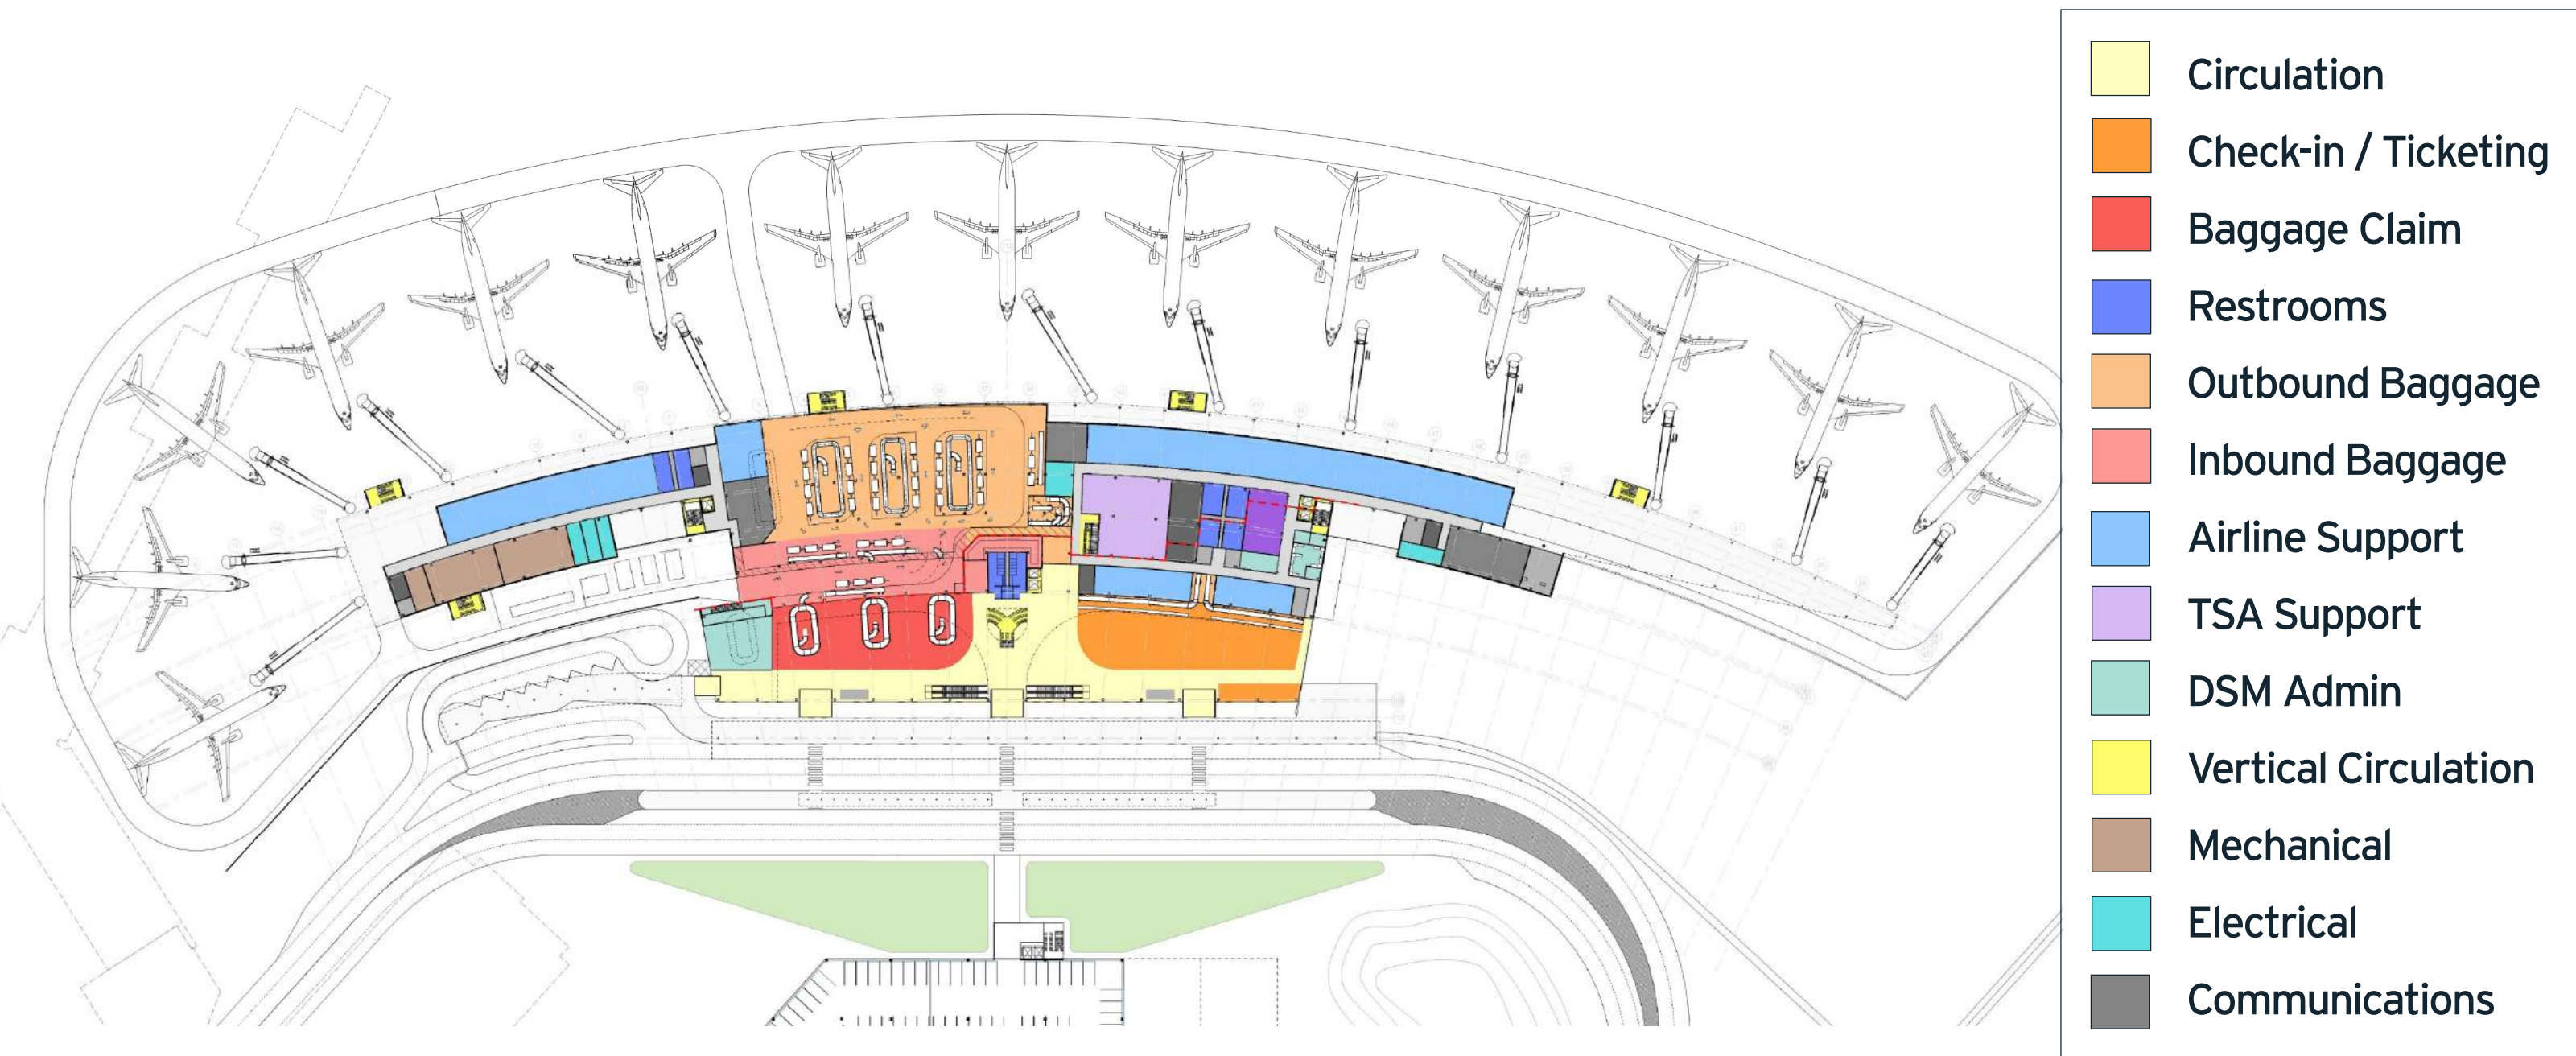 Circulation
Check-in / Ticketing
Baggage Claim
Restrooms
Outbound Baggage
Inbound Baggage
Airline Support
TSA Support
DSM Admin
Vertical Circulation
Mechanical
Electrical
Communications